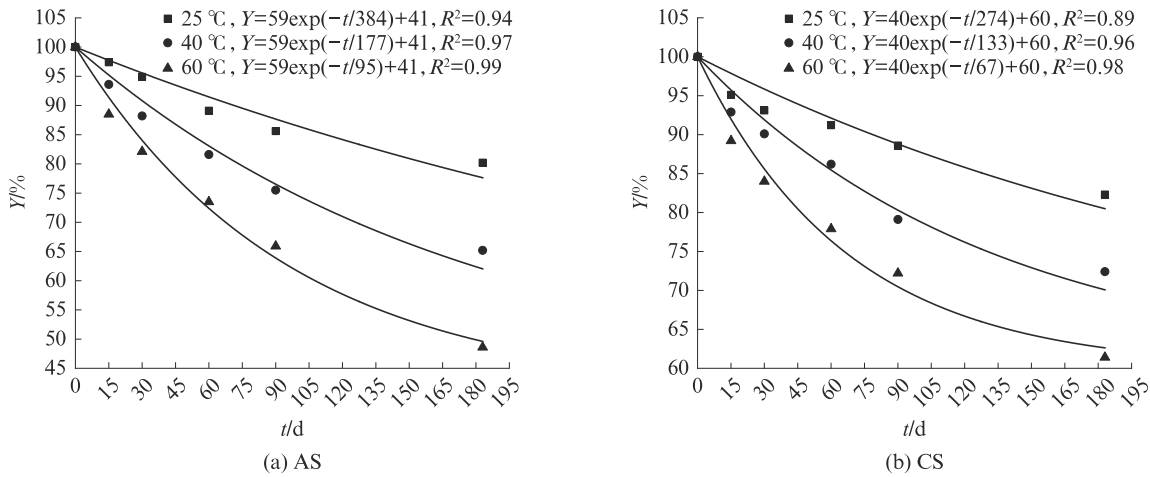 25 ℃, Y=59exp(−t/384)+41, R²=0.94
40 ℃, Y=59exp(−t/177)+41, R²=0.97
60 ℃, Y=59exp(−t/95)+41, R²=0.99
100
95
90
85
80
75
70
65
60
55
50
45
Y/%
0 15 30 45 60 75 90 105 120 135 150 165 180 195
t/d
(a) AS
25 ℃, Y=40exp(−t/274)+60, R²=0.89
40 ℃, Y=40exp(−t/133)+60, R²=0.96
60 ℃, Y=40exp(−t/67)+60, R²=0.98
100
95
90
85
80
75
70
65
60
Y/%
0 15 30 45 60 75 90 105 120 135 150 165 180 195
t/d
(b) CS